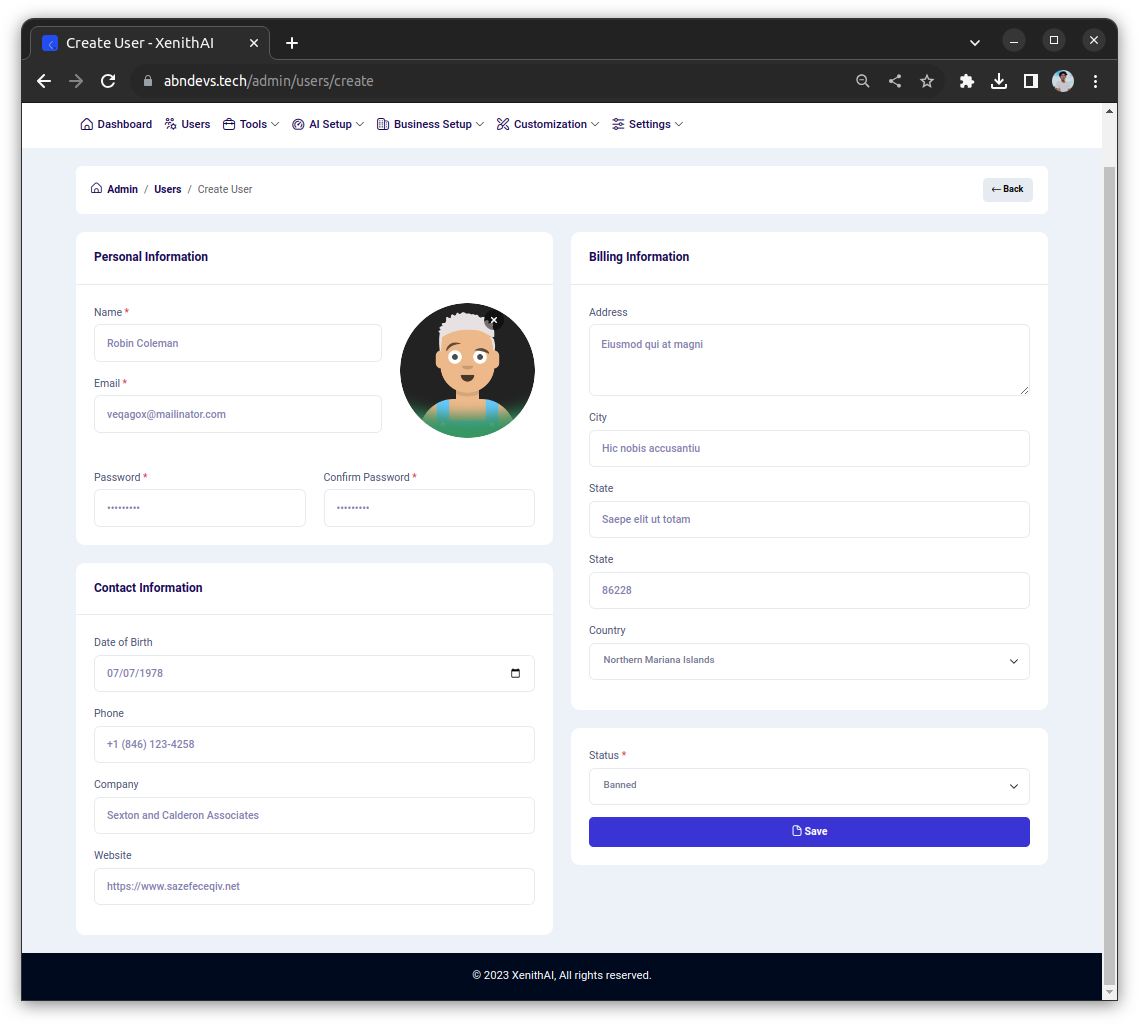 Create User - XenithAI
abndevs.tech/admin/users/create
Dashboard Users Tools AI Setup Business Setup Customization Settings
Admin / Users / Create User
← Back
Personal Information
Name *
Robin Coleman
Email *
veqagox@mailinator.com
Password *
Confirm Password *
•••••••••
•••••••••
Contact Information
Date of Birth
07/07/1978
Phone
+1 (846) 123-4258
Company
Sexton and Calderon Associates
Website
https://www.sazefeceqiv.net
Billing Information
Address
Eiusmod qui at magni
City
Hic nobis accusantiu
State
Saepe elit ut totam
State
86228
Country
Northern Mariana Islands
Status *
Banned
Save
© 2023 XenithAI, All rights reserved.